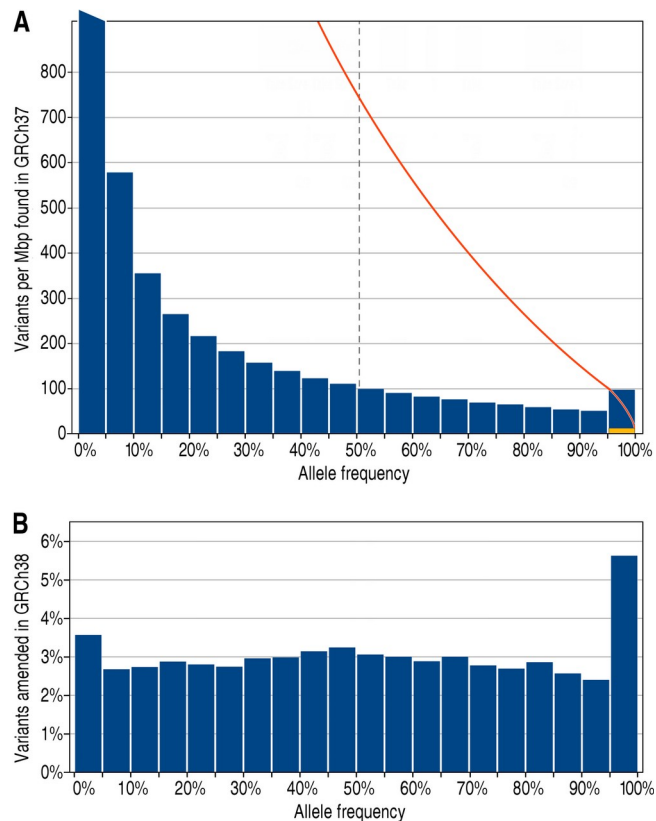 A
Variants per Mbp found in GRCh37
800
700
600
500
400
300
200
100
0
0% 10% 20% 30% 40% 50% 60% 70% 80% 90% 100%
Allele frequency
B
Variants amended in GRCh38
6%
5%
4%
3%
2%
1%
0%
0% 10% 20% 30% 40% 50% 60% 70% 80% 90% 100%
Allele frequency